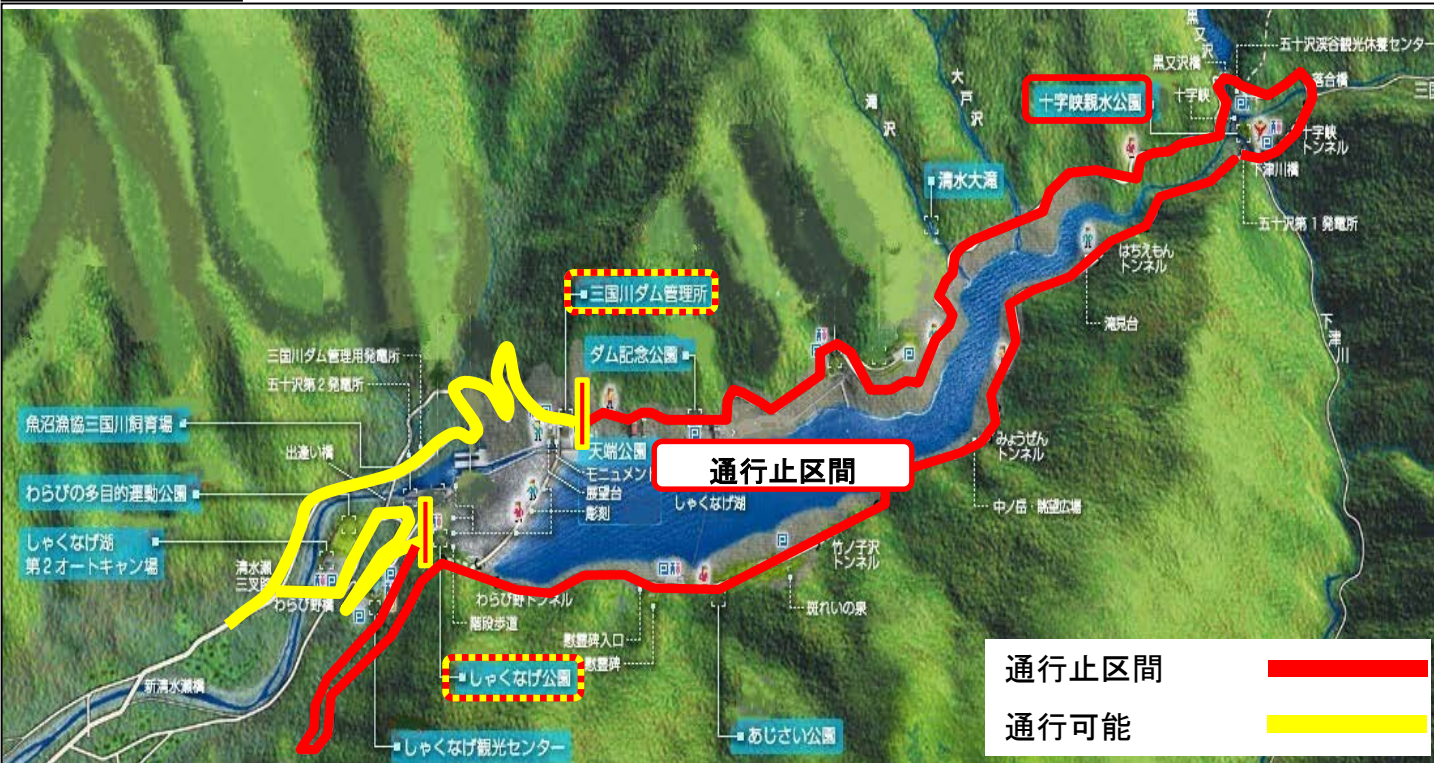 黒又沢
五十沢渓谷観光休養センター
黒又沢橋
落合橋
三国
十字峡親水公園
十字峡
大戸沢
滝沢
十字峡
トンネル
下津川橋
清水大滝
五十沢第1発電所
はちえもん
トンネル
三国川ダム管理所
滝見台
下津川
三国川ダム管理用発電所
ダム記念公園
五十沢第2発電所
魚沼漁協三国川飼育場
出逢い橋
天端公園
みょうぜん
トンネル
モニュメン
通行止区間
わらびの多目的運動公園
展望台
しゃくなげ湖
彫刻
中ノ岳・眺望広場
しゃくなげ湖
第2オートキャン場
竹ノ子沢
トンネル
清水瀬
わらび野橋
わらび野トンネル
斑れいの泉
階段歩道
慰霊碑入口
慰霊碑
しゃくなげ公園
新清水瀬橋
あじさい公園
しゃくなげ観光センター
通行止区間
通行可能